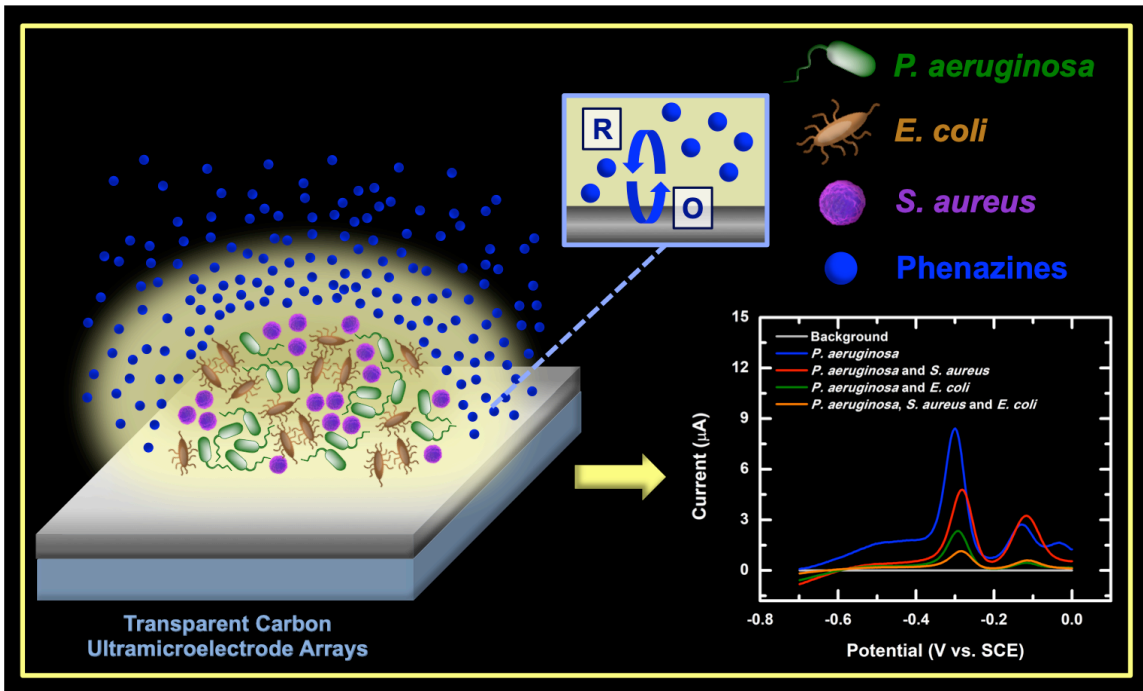 P. aeruginosa
E. coli
S. aureus
Phenazines
R
O
Transparent Carbon
Ultramicroelectrode Arrays
15
12
9
6
3
0
Current (µA)
Background
P. aeruginosa
P. aeruginosa and S. aureus
P. aeruginosa and E. coli
P. aeruginosa, S. aureus and E. coli
-0.8
-0.6
-0.4
-0.2
0.0
Potential (V vs. SCE)